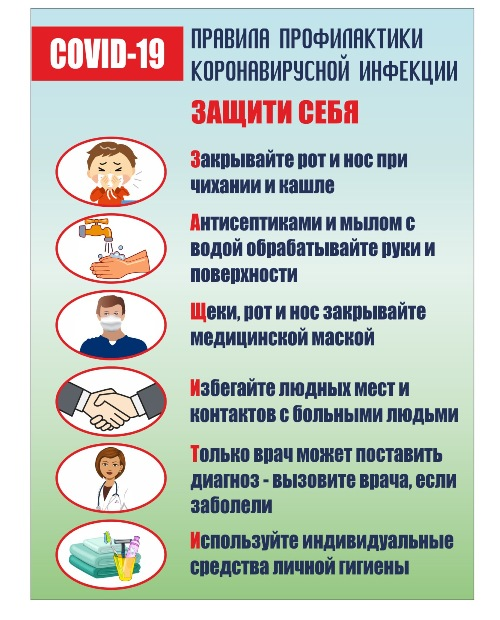 COVID-19
ПРАВИЛА ПРОФИЛАКТИКИ
КОРОНАВИРУСНОЙ ИНФЕКЦИИ
ЗАЩИТИ СЕБЯ
Закрывайте рот и нос при
чихании и кашле
Антисептиками и мылом с
водой обрабатывайте руки и
поверхности
Щеки, рот и нос закрывайте
медицинской маской
Избегайте людных мест и
контактов с больными людьми
Только врач может поставить
диагноз - вызовите врача, если
заболели
Используйте индивидуальные
средства личной гигиены